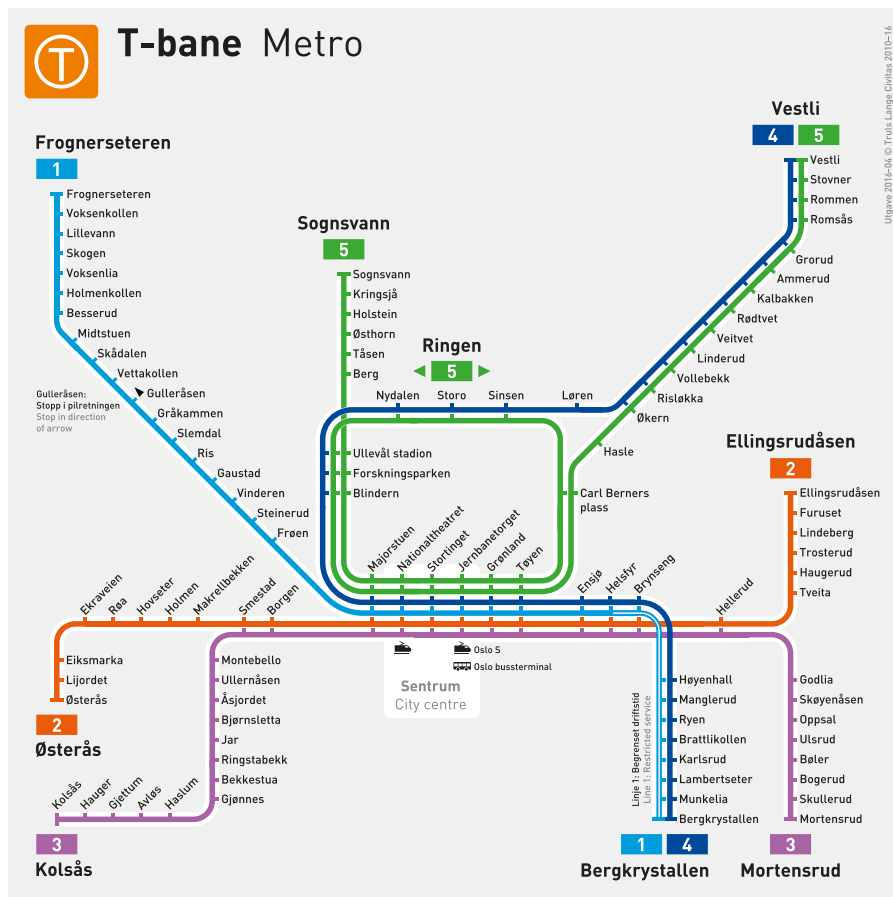 T
T-bane Metro
Utgave 2016-04 © Truls Lange Civitas 2010–16
Vestli
4 5
Vestli
Stovner
Rommen
Romsås
Grorud
Ammerud
Kalbakken
Rødtvet
Veitvet
Linderud
Vollebekk
Risløkka
Økern
Hasle
Carl Berners
plass
Frognerseteren
1
Frognerseteren
Voksenkollen
Lillevann
Skogen
Voksenlia
Holmenkollen
Besserud
Midtstuen
Skådalen
Vettakollen
Gulleråsen
Gråkammen
Slemdal
Ris
Gaustad
Vinderen
Steinerud
Frøen
Gulleråsen:
Stopp i pilretningen
Stop in direction
of arrow
Sognsvann
5
Sognsvann
Kringsjå
Holstein
Østhorn
Tåsen
Berg
Ullevål stadion
Forskningsparken
Blindern
Ringen
5
Nydalen
Storo
Sinsen
Løren
Majorstuen
Nationaltheatret
Stortinget
Jernbanetorget
Grønland
Tøyen
Ensjø
Helsfyr
Brynseng
Hellerud
Ellingsrudåsen
2
Ellingsrudåsen
Furuset
Lindeberg
Trosterud
Haugerud
Tveita
Ekraveien
Røa
Hovseter
Holmen
Makrellbekken
Smestad
Borgen
Eiksmarka
Lijordet
Østerås
2
Østerås
Montebello
Ullernåsen
Åsjordet
Bjørnsletta
Jar
Ringstabekk
Bekkestua
Gjønnes
Kolsås
Hauger
Gjettum
Avløs
Haslum
3
Kolsås
Oslo S
Oslo bussterminal
Sentrum
City centre
Linje 1: Begrenset driftstid
Line 1: Restricted service
Høyenhall
Manglerud
Ryen
Brattlikollen
Karlsrud
Lambertseter
Munkelia
Bergkrystallen
1 4
Bergkrystallen
Godlia
Skøyenåsen
Oppsal
Ulsrud
Bøler
Bogerud
Skullerud
Mortensrud
3
Mortensrud